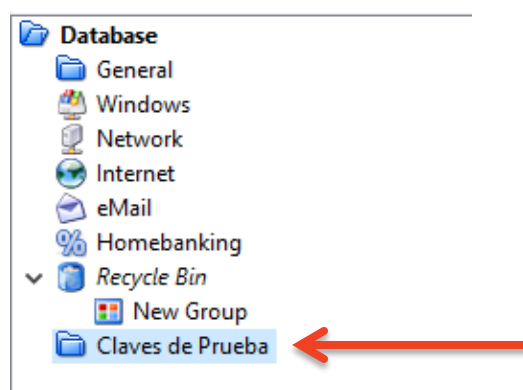 Database
General
Windows
Network
Internet
eMail
Homebanking
Recycle Bin
New Group
Claves de Prueba